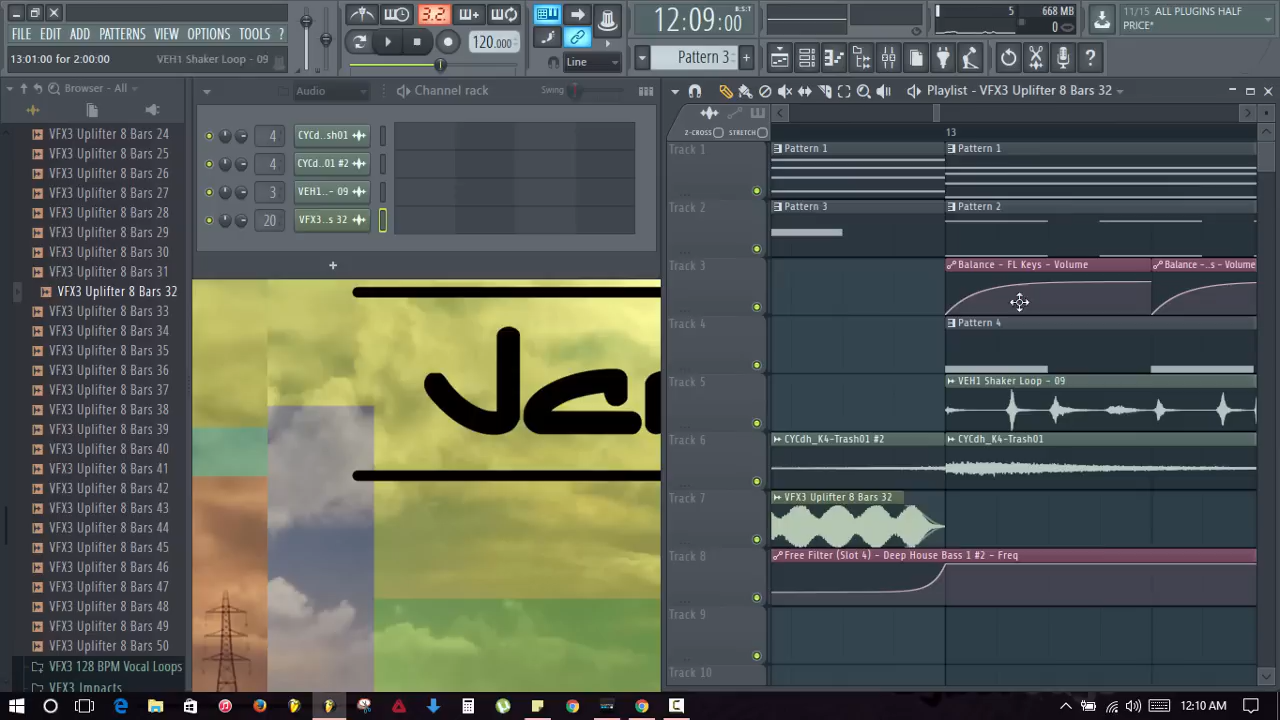 3.2.
12:09:00
B:S:T
5
668 MB
0
11/15 ALL PLUGINS HALF
PRICE*
FILE EDIT ADD PATTERNS VIEW OPTIONS TOOLS ?
120.000
Line
Pattern 3
+
?
13:01:00 for 2:00:00
VEH1 Shaker Loop - 09
Browser - All
Audio
Channel rack
Swing
Playlist - VFX3 Uplifter 8 Bars 32
Z-CROSS
STRETCH
13
VFX3 Uplifter 8 Bars 24
VFX3 Uplifter 8 Bars 25
VFX3 Uplifter 8 Bars 26
VFX3 Uplifter 8 Bars 27
VFX3 Uplifter 8 Bars 28
VFX3 Uplifter 8 Bars 29
VFX3 Uplifter 8 Bars 30
VFX3 Uplifter 8 Bars 31
VFX3 Uplifter 8 Bars 32
VFX3 Uplifter 8 Bars 33
VFX3 Uplifter 8 Bars 34
VFX3 Uplifter 8 Bars 35
VFX3 Uplifter 8 Bars 36
VFX3 Uplifter 8 Bars 37
VFX3 Uplifter 8 Bars 38
VFX3 Uplifter 8 Bars 39
VFX3 Uplifter 8 Bars 40
VFX3 Uplifter 8 Bars 41
VFX3 Uplifter 8 Bars 42
VFX3 Uplifter 8 Bars 43
VFX3 Uplifter 8 Bars 44
VFX3 Uplifter 8 Bars 45
VFX3 Uplifter 8 Bars 46
VFX3 Uplifter 8 Bars 47
VFX3 Uplifter 8 Bars 48
VFX3 Uplifter 8 Bars 49
VFX3 Uplifter 8 Bars 50
VFX3 128 BPM Vocal Loops
VFX3 Impacts
4 CYCd..sh01
4 CYCd..01 #2
3 VEH1..- 09
20 VFX3..s 32
+
Track 1
Pattern 1
Pattern 1
Track 2
Pattern 3
Pattern 2
Track 3
Balance - FL Keys - Volume
Balance -..s - Volume
Track 4
Pattern 4
Track 5
VEH1 Shaker Loop - 09
Track 6
CYCdh_K4-Trash01 #2
CYCdh_K4-Trash01
Track 7
VFX3 Uplifter 8 Bars 32
Track 8
Free Filter (Slot 4) - Deep House Bass 1 #2 - Freq
Track 9
Track 10
12:10 AM